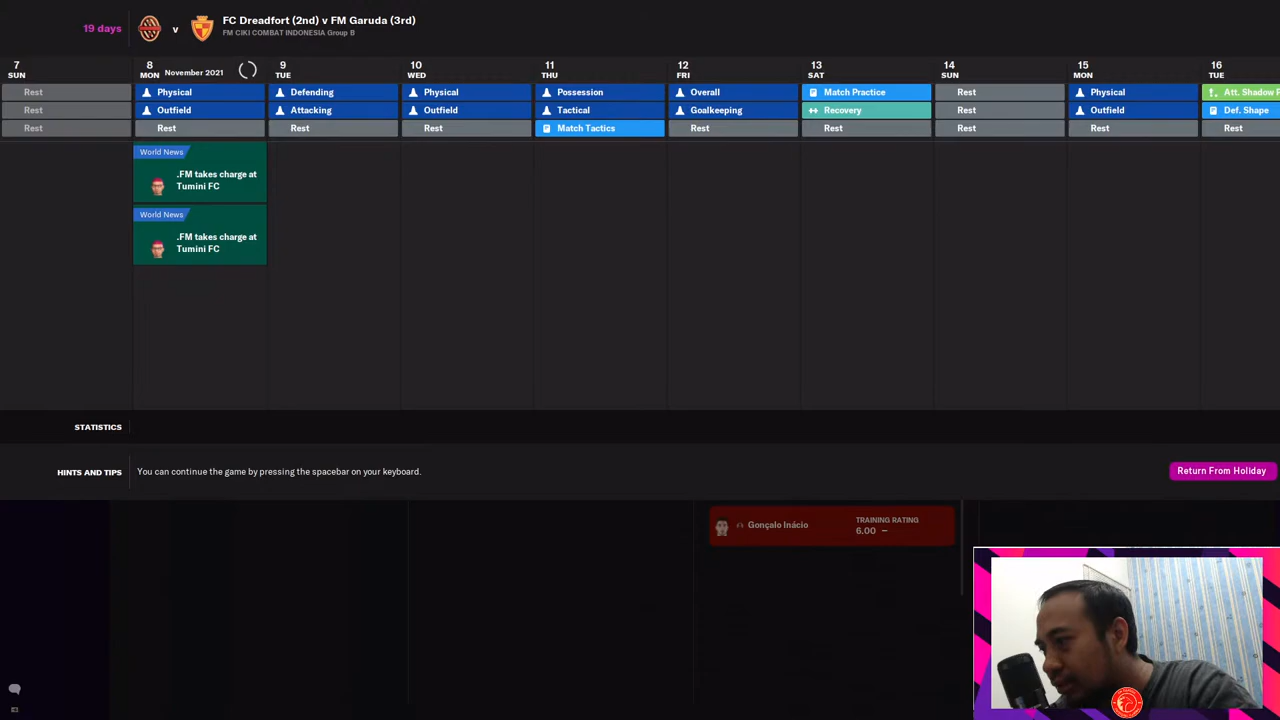 19 days
v
FC Dreadfort (2nd) v FM Garuda (3rd)
FM CIKI COMBAT INDONESIA Group B
7
SUN
8
MON
November 2021
9
TUE
10
WED
11
THU
12
FRI
13
SAT
14
SUN
15
MON
16
TUE
Rest
Physical
Defending
Physical
Possession
Overall
Match Practice
Rest
Physical
Att. Shadow P
Rest
Outfield
Attacking
Outfield
Tactical
Goalkeeping
Recovery
Rest
Outfield
Def. Shape
Rest
Rest
Rest
Rest
Match Tactics
Rest
Rest
Rest
Rest
Rest
World News
.FM takes charge at
Tumini FC
World News
.FM takes charge at
Tumini FC
STATISTICS
HINTS AND TIPS
You can continue the game by pressing the spacebar on your keyboard.
Return From Holiday
Gonçalo Inácio
TRAINING RATING
6.00 –